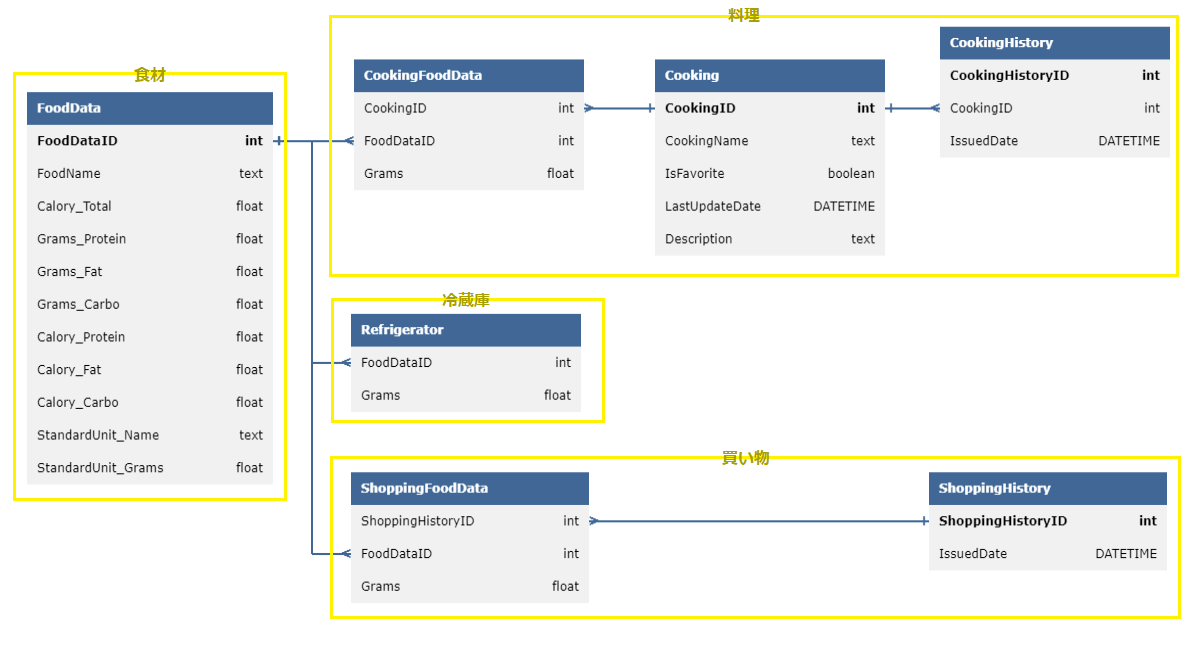 食材
FoodData
FoodDataID int
FoodName text
Calory_Total float
Grams_Protein float
Grams_Fat float
Grams_Carbo float
Calory_Protein float
Calory_Fat float
Calory_Carbo float
StandardUnit_Name text
StandardUnit_Grams float
料理
CookingFoodData
CookingID int
FoodDataID int
Grams float
Cooking
CookingID int
CookingName text
IsFavorite boolean
LastUpdateDate DATETIME
Description text
CookingHistory
CookingHistoryID int
CookingID int
IssuedDate DATETIME
冷蔵庫
Refrigerator
FoodDataID int
Grams float
買い物
ShoppingFoodData
ShoppingHistoryID int
FoodDataID int
Grams float
ShoppingHistory
ShoppingHistoryID int
IssuedDate DATETIME